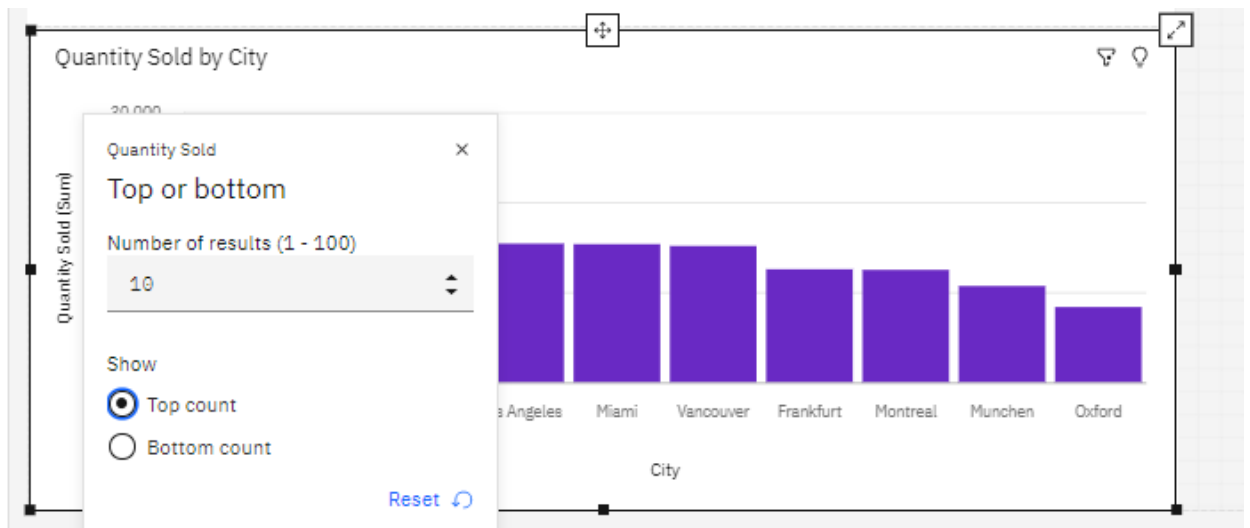 Quantity Sold by City
Quantity Sold (Sum)
Quantity Sold
Top or bottom
Number of results (1 - 100)
10
Show
Top count
Bottom count
Reset
Angeles Miami Vancouver Frankfurt Montreal Munchen Oxford
City